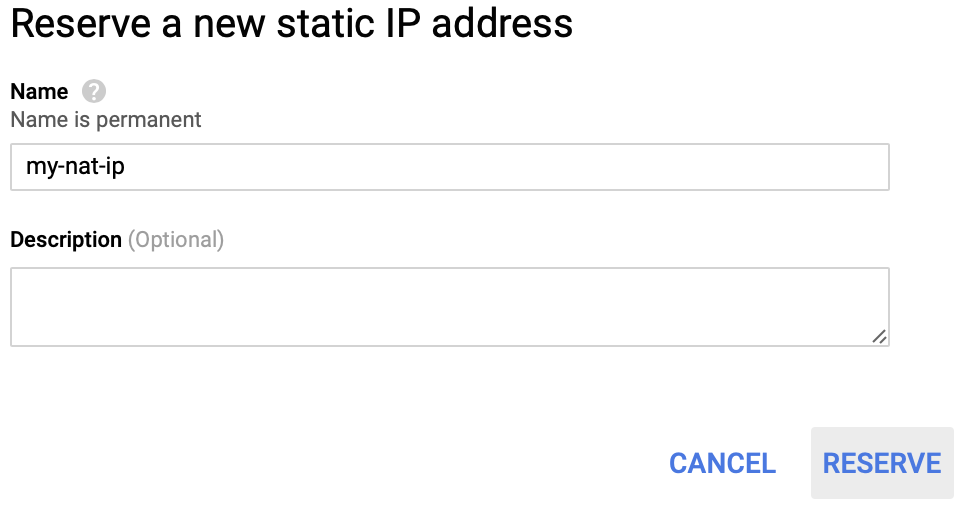 Reserve a new static IP address
Name ?
Name is permanent
my-nat-ip
Description (Optional)
CANCEL RESERVE